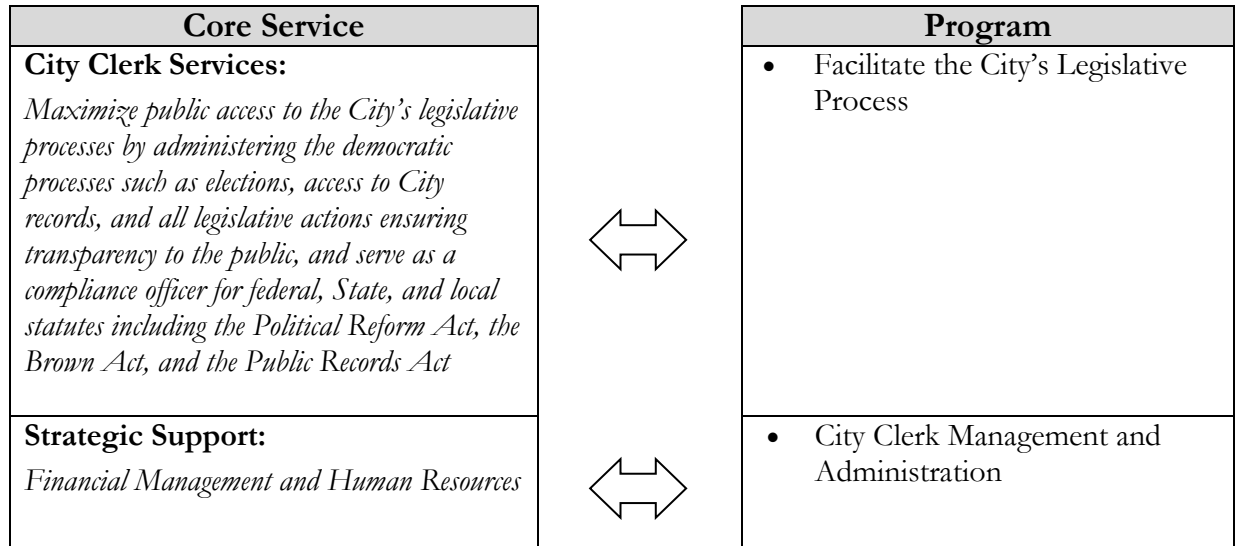 Core Service
City Clerk Services:
Maximize public access to the City’s legislative
processes by administering the democratic
processes such as elections, access to City
records, and all legislative actions ensuring
transparency to the public, and serve as a
compliance officer for federal, State, and local
statutes including the Political Reform Act, the
Brown Act, and the Public Records Act
Strategic Support:
Financial Management and Human Resources
Program
• Facilitate the City’s Legislative
Process
• City Clerk Management and
Administration